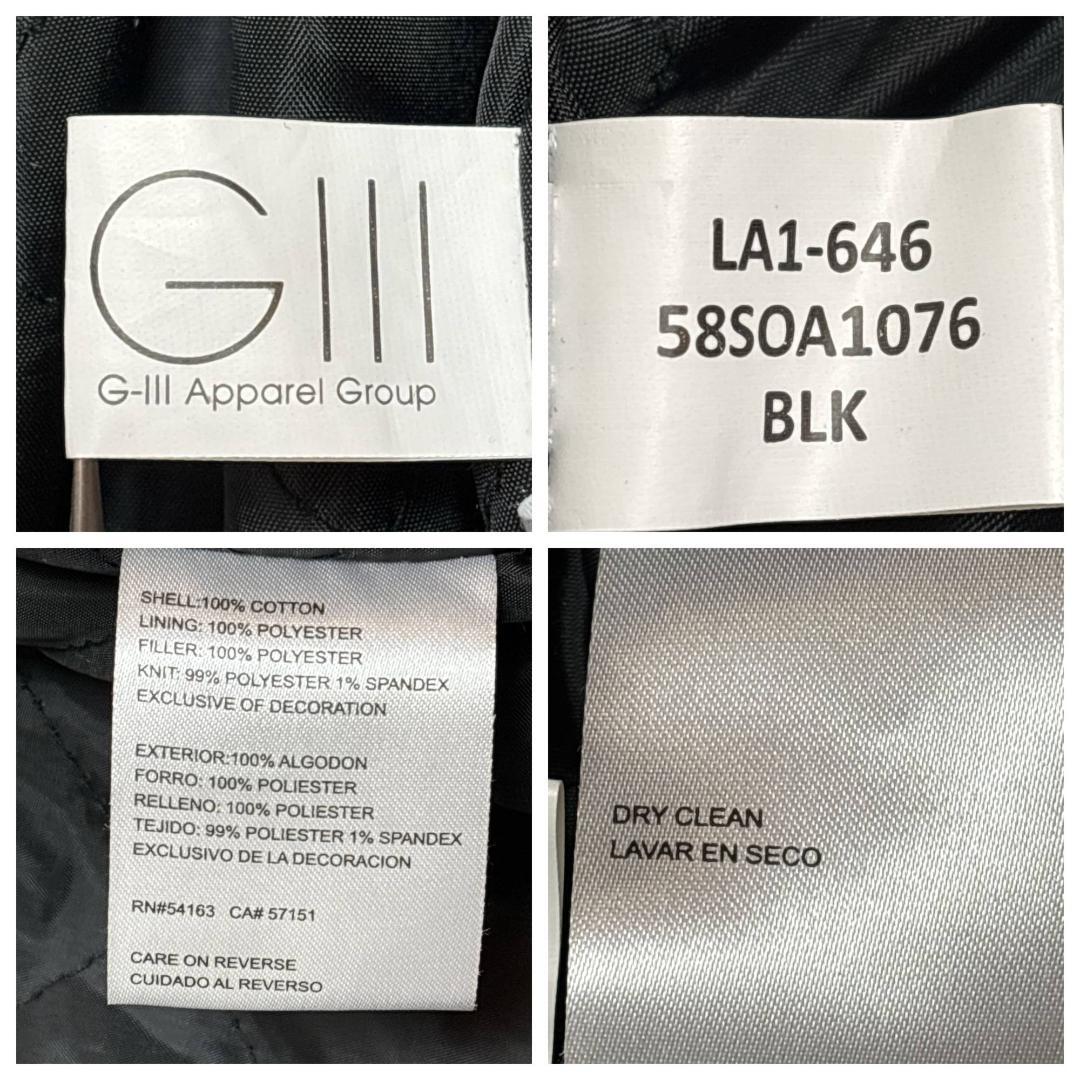 GIII
G-III Apparel Group
LA1-646
58SOA1076
BLK
SHELL:100% COTTON
LINING: 100% POLYESTER
FILLER: 100% POLYESTER
KNIT: 99% POLYESTER 1% SPANDEX
EXCLUSIVE OF DECORATION
EXTERIOR:100% ALGODON
FORRO: 100% POLIESTER
RELLENO: 100% POLIESTER
TEJIDO: 99% POLIESTER 1% SPANDEX
EXCLUSIVO DE LA DECORACION
RN#54163 CA# 57151
CARE ON REVERSE
CUIDADO AL REVERSO
DRY CLEAN
LAVAR EN SECO